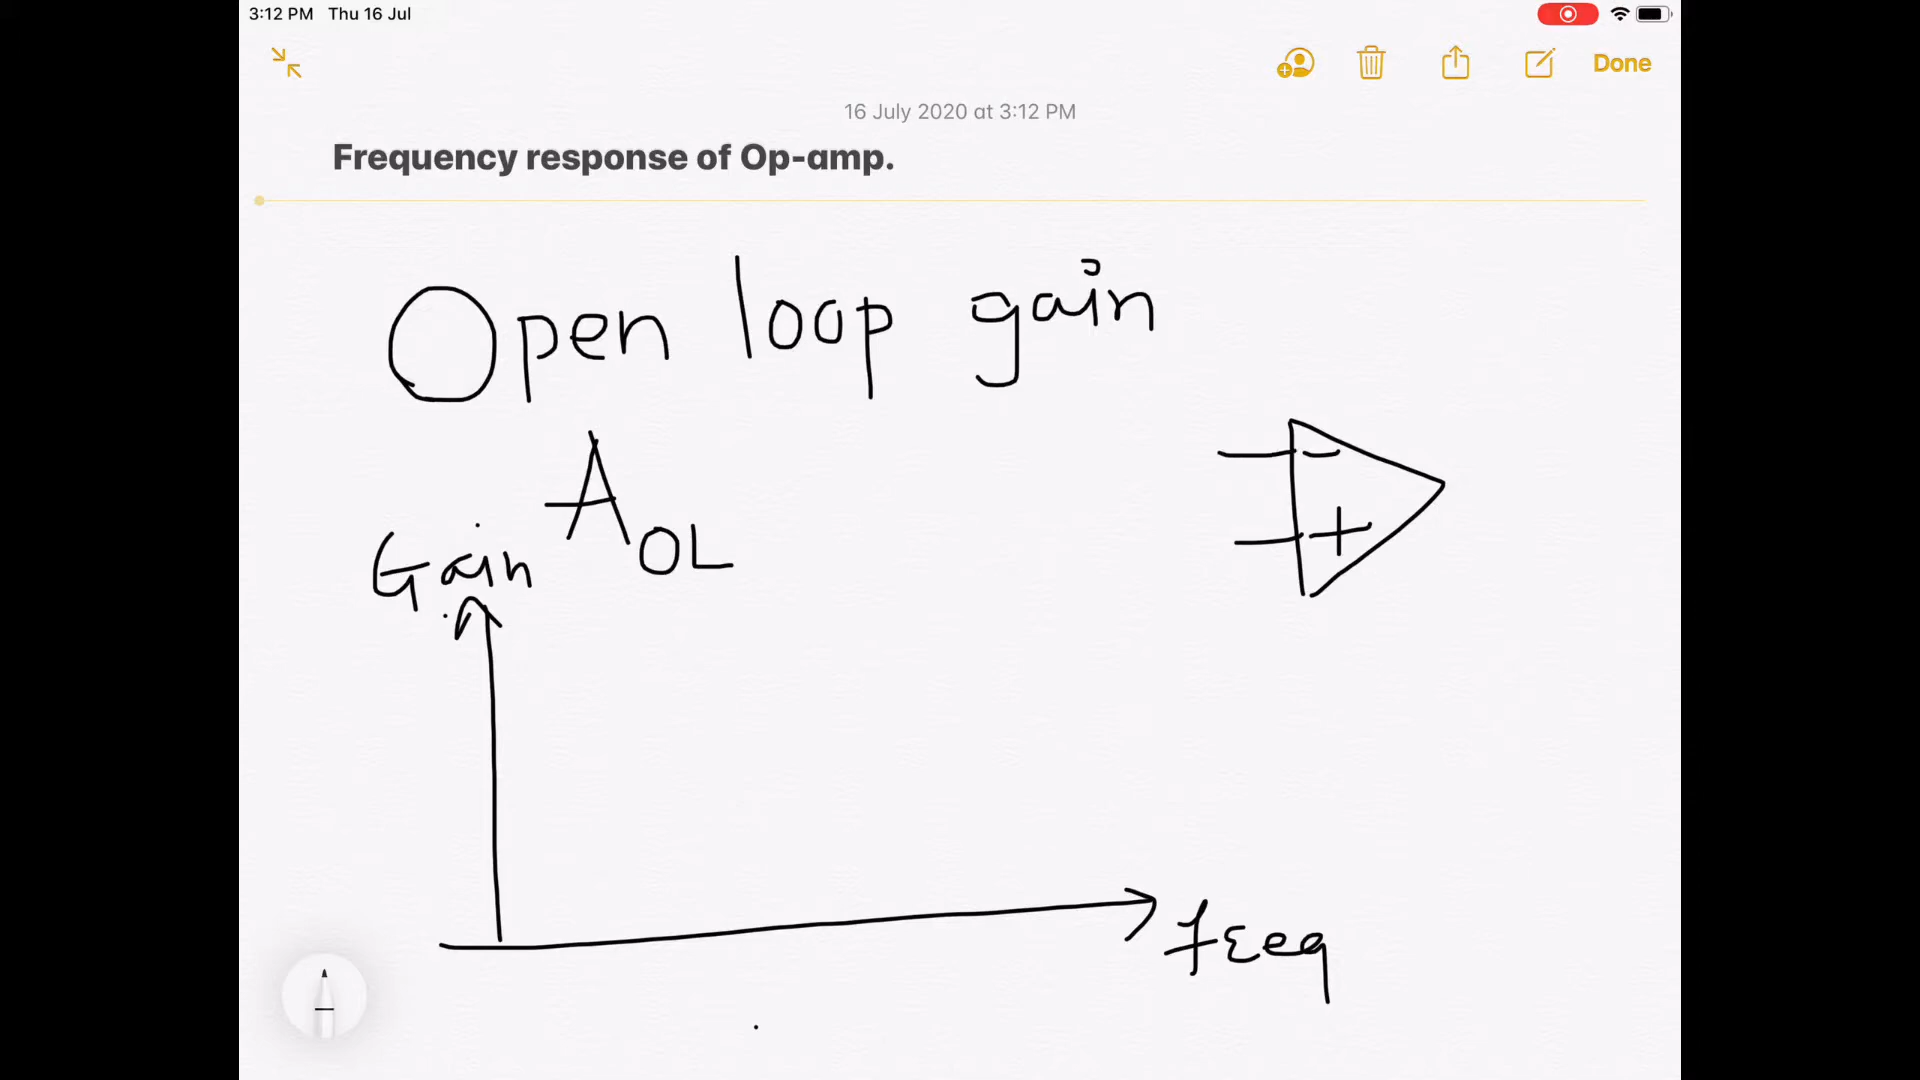 3:12 PM Thu 16 Jul
Done
16 July 2020 at 3:12 PM
Frequency response of Op-amp.
Open loop gain
A OL
Gain
- 
+
freq